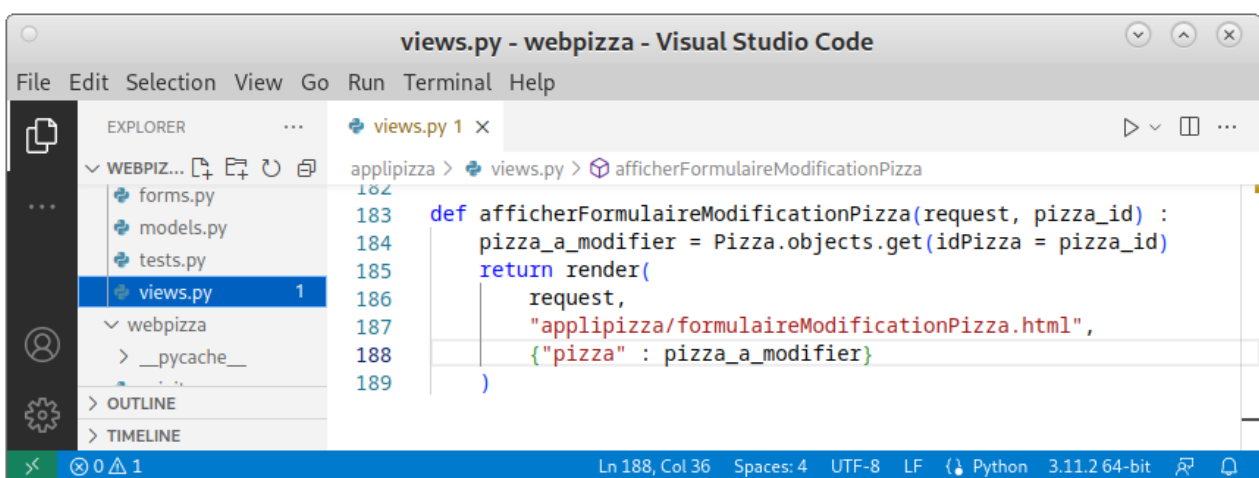 views.py - webpizza - Visual Studio Code
File Edit Selection View Go Run Terminal Help
EXPLORER ... views.py 1 ×
WEBPIZ... applipizza > views.py > afficherFormulaireModificationPizza
forms.py
models.py
tests.py
views.py 1
webpizza
__pycache__
OUTLINE
TIMELINE
182
183 def afficherFormulaireModificationPizza(request, pizza_id) :
184 pizza_a_modifier = Pizza.objects.get(idPizza = pizza_id)
185 return render(
186 request,
187 "applipizza/formulaireModificationPizza.html",
188 {"pizza" : pizza_a_modifier}
189 )
0 1 Ln 188, Col 36 Spaces: 4 UTF-8 LF Python 3.11.2 64-bit